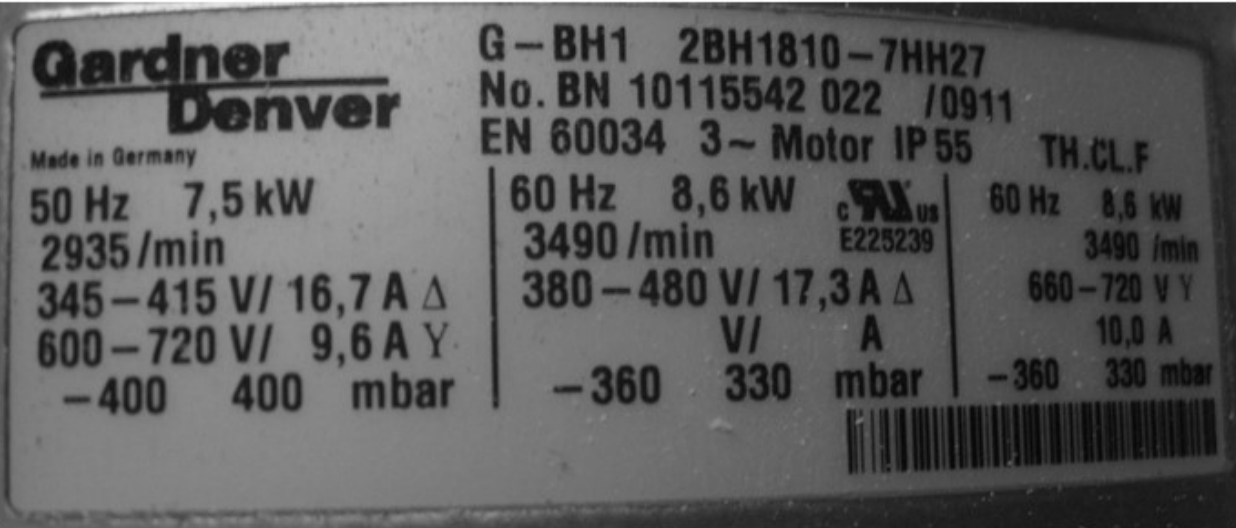 Gardner
Denver
Made in Germany
G-BH1 2BH1810-7HH27
No. BN 10115542 022 /0911
EN 60034 3~ Motor IP 55 TH.CL.F
50 Hz 7,5 kW
2935 /min
345-415 V/ 16,7 A Δ
600-720 V/ 9,6 A Y
-400 400 mbar
60 Hz 8,6 kW c RU us
3490 /min E225239
380-480 V/ 17,3 A Δ
V/ A
-360 330 mbar
60 Hz 8,6 kW
3490 /min
660-720 V Y
10,0 A
-360 330 mbar